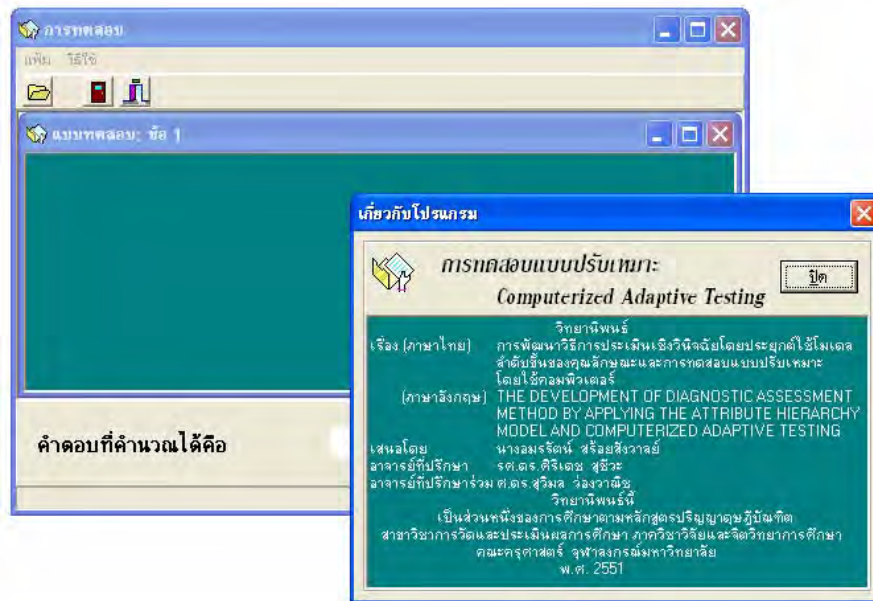 การทดสอบ
แฟ้ม วิธีใช้
แบบทดสอบ: ข้อ 1
คำตอบที่คำนวณได้คือ
เกี่ยวกับโปรแกรม
การทดสอบแบบปรับเหมาะ
Computerized Adaptive Testing
ปิด
วิทยานิพนธ์
เรื่อง (ภาษาไทย) การพัฒนาวิธีการประเมินเชิงวินิจฉัยโดยประยุกต์ใช้โมเดล
ลำดับขั้นของคุณลักษณะและการทดสอบแบบปรับเหมาะ
โดยใช้คอมพิวเตอร์
(ภาษาอังกฤษ) THE DEVELOPMENT OF DIAGNOSTIC ASSESSMENT
METHOD BY APPLYING THE ATTRIBUTE HIERARCHY
MODEL AND COMPUTERIZED ADAPTIVE TESTING
เสนอโดย นางอมรรัตน์ สร้อยสังวาลย์
อาจารย์ที่ปรึกษา รศ.ดร.ศิริเดช สุชีวะ
อาจารย์ที่ปรึกษาร่วม ศ.ดร.สุวิมล ว่องวาณิช
วิทยานิพนธ์นี้
เป็นส่วนหนึ่งของการศึกษาตามหลักสูตรปริญญาดุษฎีบัณฑิต
สาขาวิชาการวัดและประเมินผลการศึกษา ภาควิชาวิจัยและจิตวิทยาการศึกษา
คณะครุศาสตร์ จุฬาลงกรณ์มหาวิทยาลัย
พ.ศ. 2551